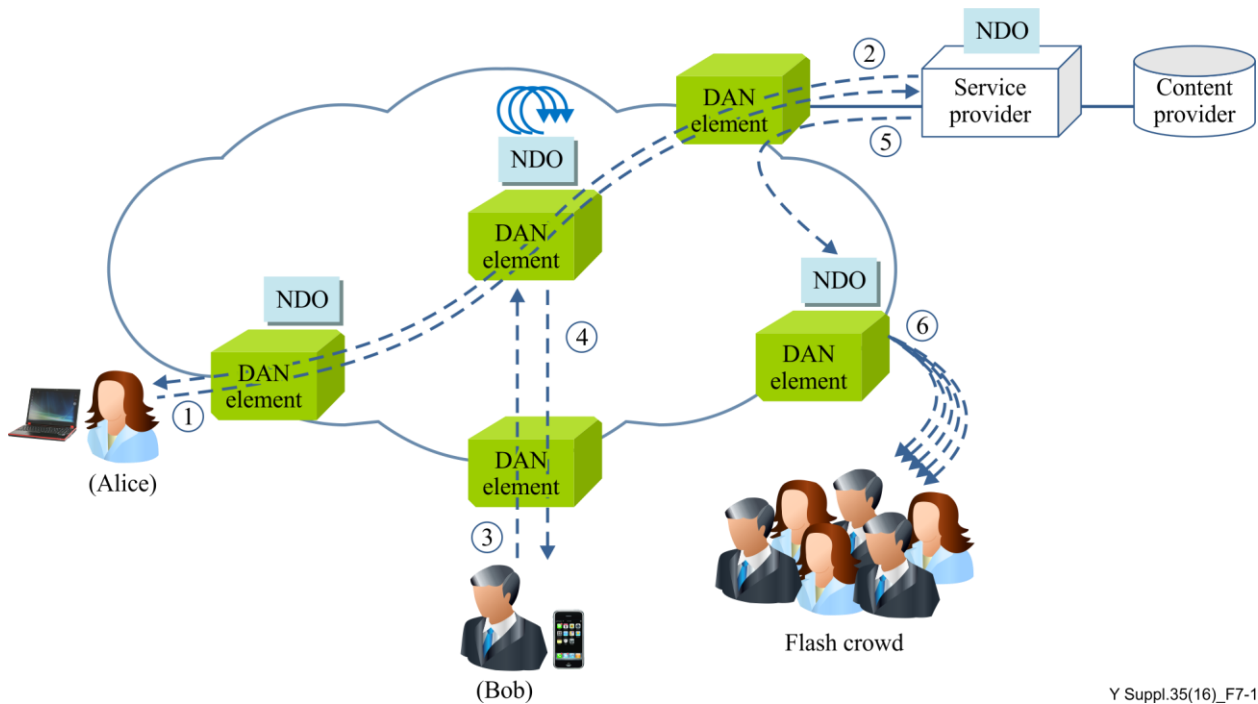 NDO
②
DAN
element
Service
provider
Content
provider
⑤
NDO
DAN
element
NDO
NDO
④
⑥
DAN
element
DAN
element
①
(Alice)
DAN
element
③
(Bob)
Flash crowd
Y Suppl.35(16)_F7-1